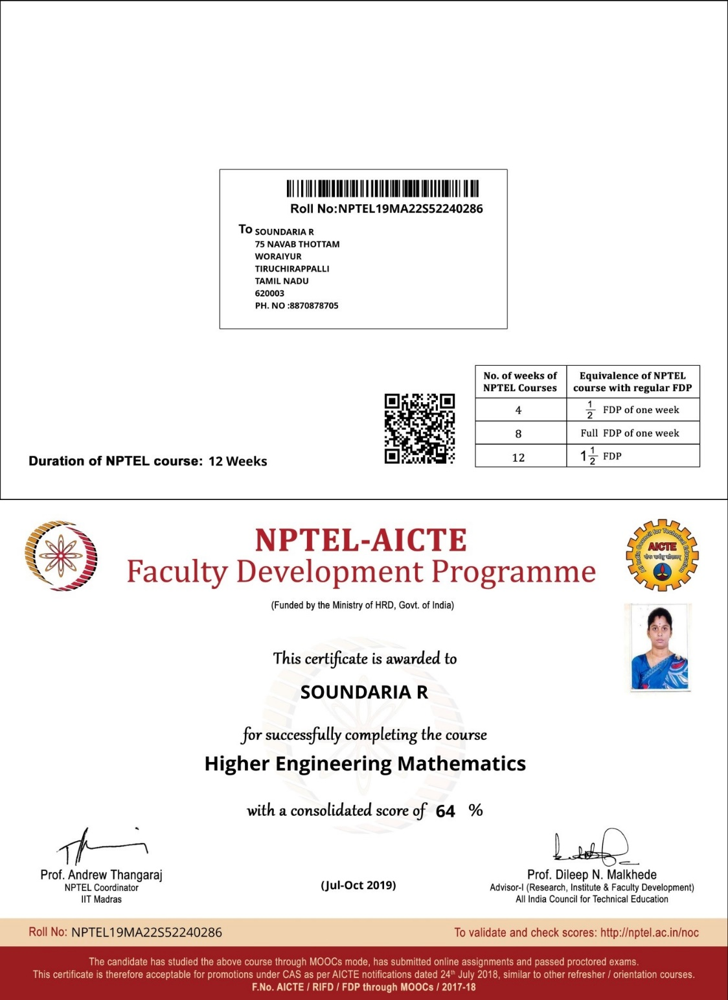 Roll No:NPTEL19MA22S52240286
To SOUNDARIA R
75 NAVAB THOTTAM
WORAIYUR
TIRUCHIRAPPALLI
TAMIL NADU
620003
PH. NO :8870878705
No. of weeks of NPTEL Courses | Equivalence of NPTEL course with regular FDP
4 | 1/2 FDP of one week
8 | Full FDP of one week
12 | 1 1/2 FDP
Duration of NPTEL course: 12 Weeks
NPTEL-AICTE
Faculty Development Programme
(Funded by the Ministry of HRD, Govt. of India)
All India Council for Technical Education
AICTE
This certificate is awarded to
SOUNDARIA R
for successfully completing the course
Higher Engineering Mathematics
with a consolidated score of 64 %
Prof. Andrew Thangaraj
NPTEL Coordinator
IIT Madras
(Jul-Oct 2019)
Prof. Dileep N. Malkhede
Advisor-I (Research, Institute & Faculty Development)
All India Council for Technical Education
Roll No: NPTEL19MA22S52240286
To validate and check scores: http://nptel.ac.in/noc
The candidate has studied the above course through MOOCs mode, has submitted online assignments and passed proctored exams.
This certificate is therefore acceptable for promotions under CAS as per AICTE notifications dated 24th July 2018, similar to other refresher / orientation courses.
F.No. AICTE / RIFD / FDP through MOOCs / 2017-18